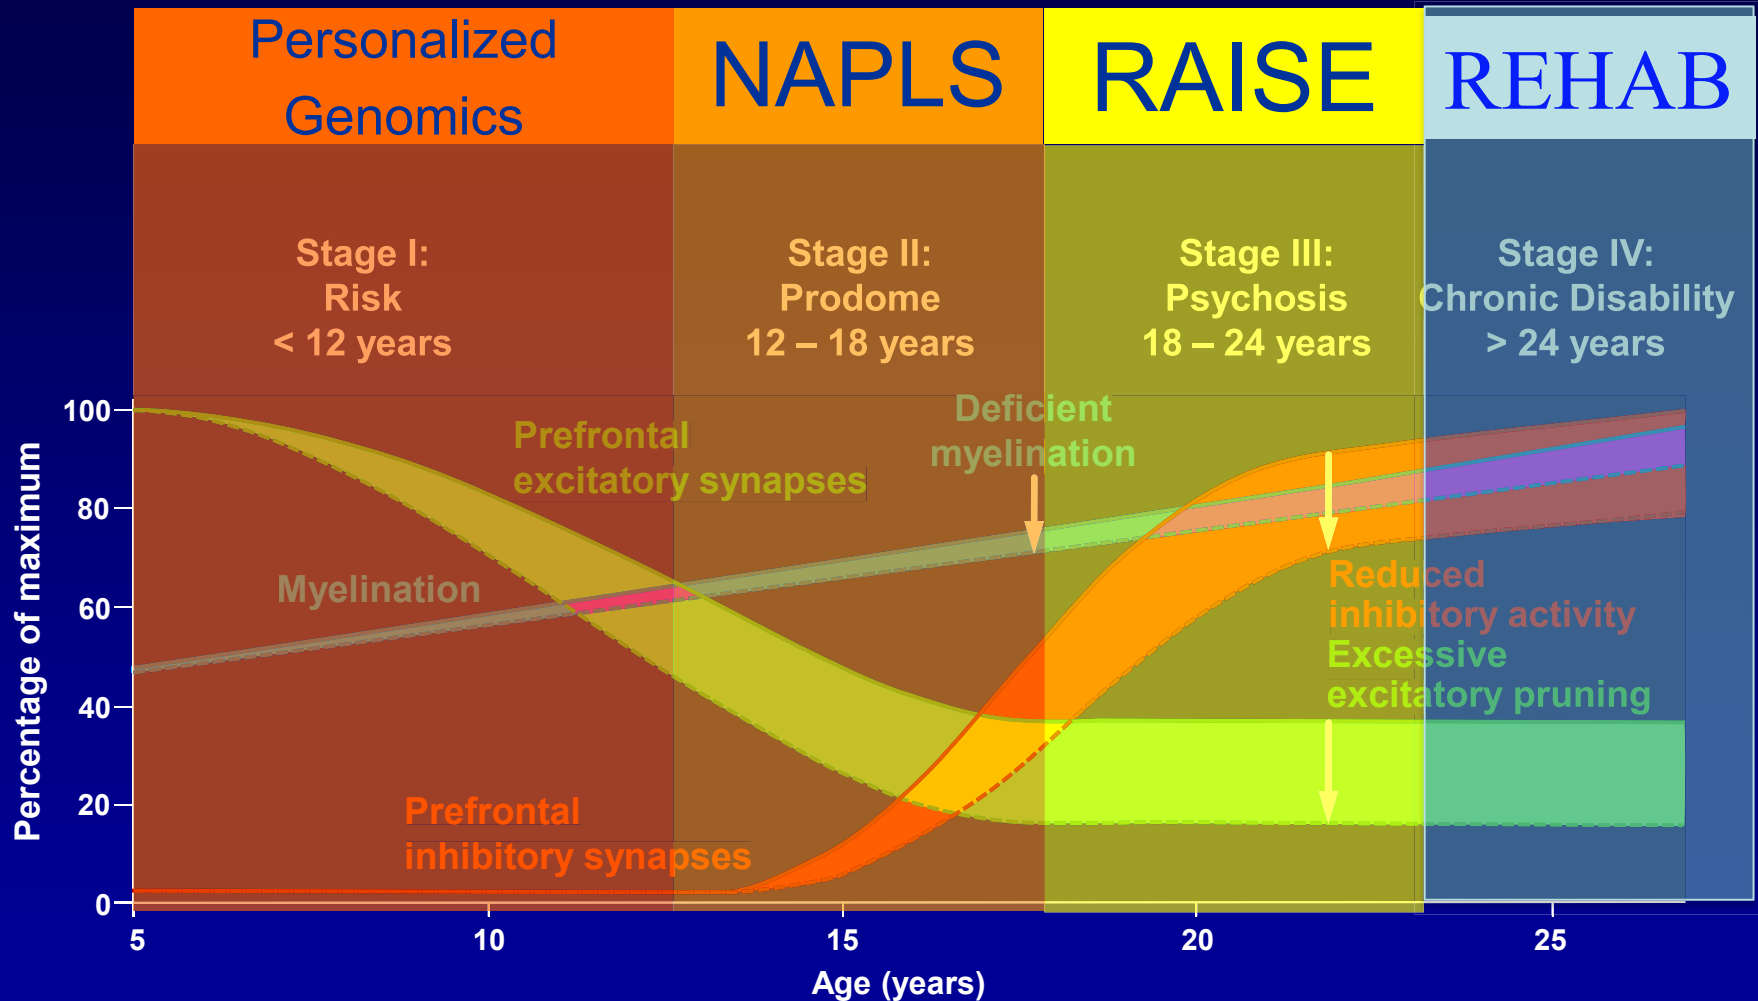 Personalized
Genomics
NAPLS
RAISE
REHAB
Stage I:
Risk
< 12 years
Stage II:
Prodome
12 – 18 years
Stage III:
Psychosis
18 – 24 years
Stage IV:
Chronic Disability
> 24 years
Percentage of maximum
100
80
60
40
20
0
Prefrontal
excitatory synapses
Deficient
myelination
Myelination
Reduced
inhibitory activity
Excessive
excitatory pruning
Prefrontal
inhibitory synapses
5
10
15
20
25
Age (years)